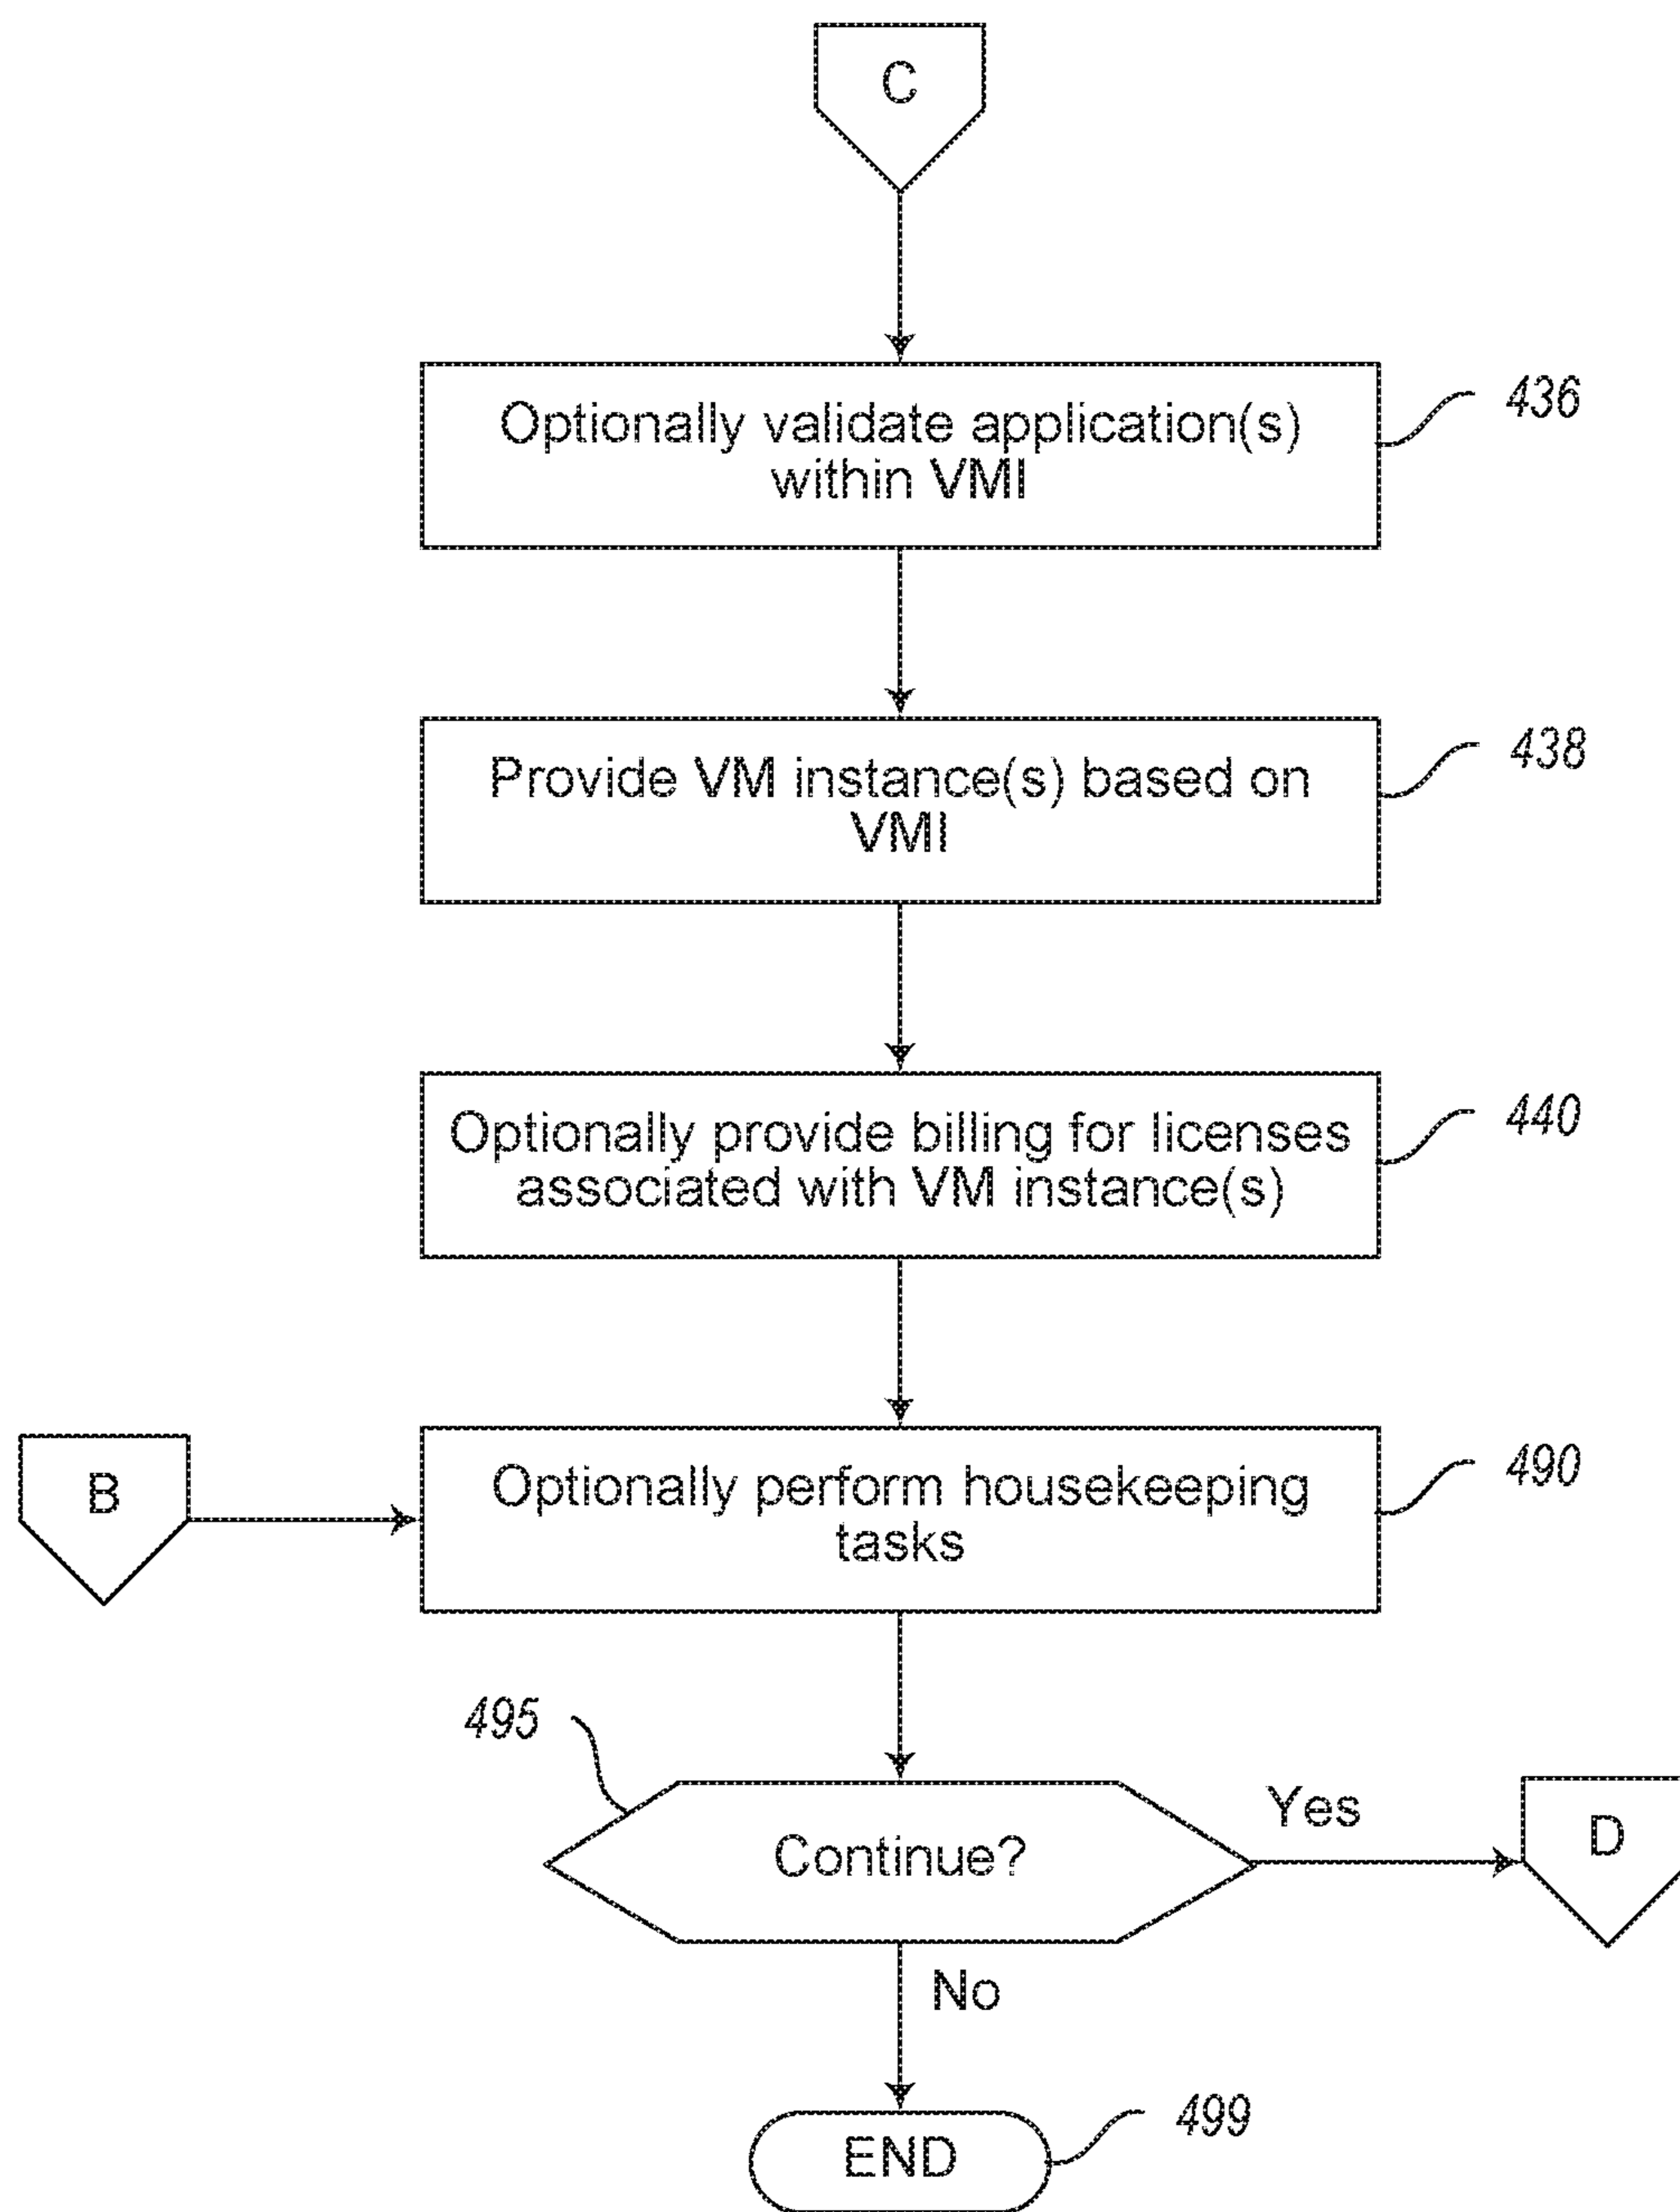 C
Optionally validate application(s)
within VMI
436
Provide VM instance(s) based on
VMI
438
Optionally provide billing for licenses
associated with VM instance(s)
440
B
Optionally perform housekeeping
tasks
490
495
Continue?
Yes
D
No
END
499